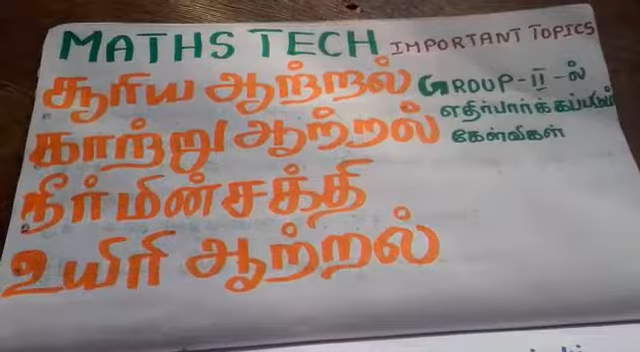 MATHS TECH IMPORTANT TOPICS
சூரிய ஆற்றல் GROUP-II-ல்
எதிர்பார்க்கப்படும்
காற்று ஆற்றல் கேள்விகள்
நீர்மின்சக்தி
உயிரி ஆற்றல்